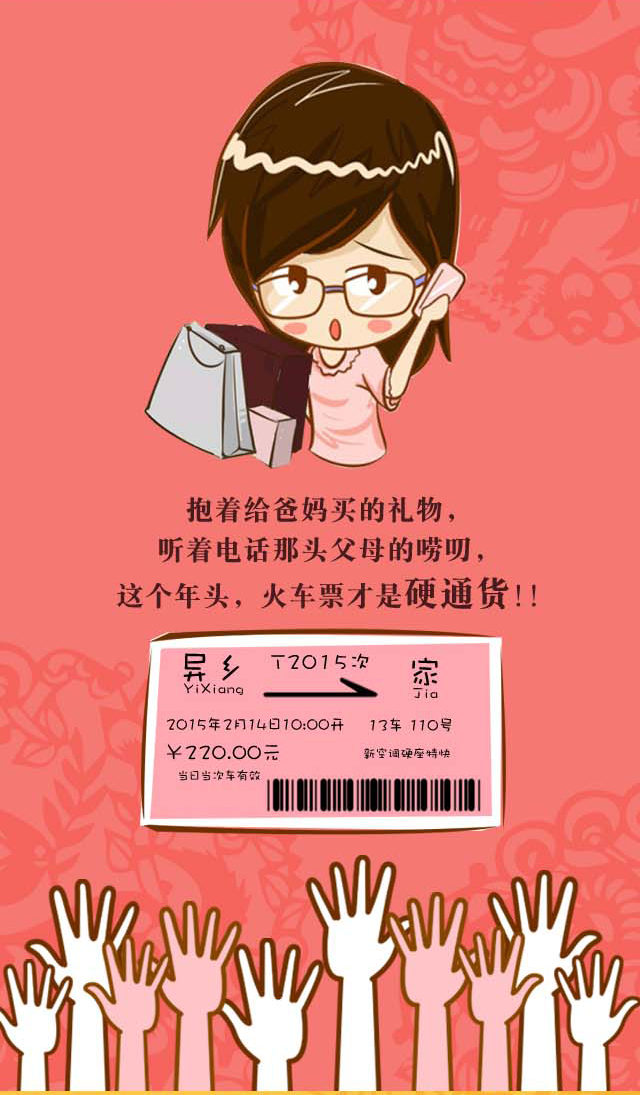 抱着给爸妈买的礼物，
听着电话那头父母的唠叨，
这个年头，火车票才是硬通货!!
异乡 T2015次 家
YiXiang Jia
2015年2月14日10:00开 13车 110号
￥220.00元 新空调硬座特快
当日当次车有效